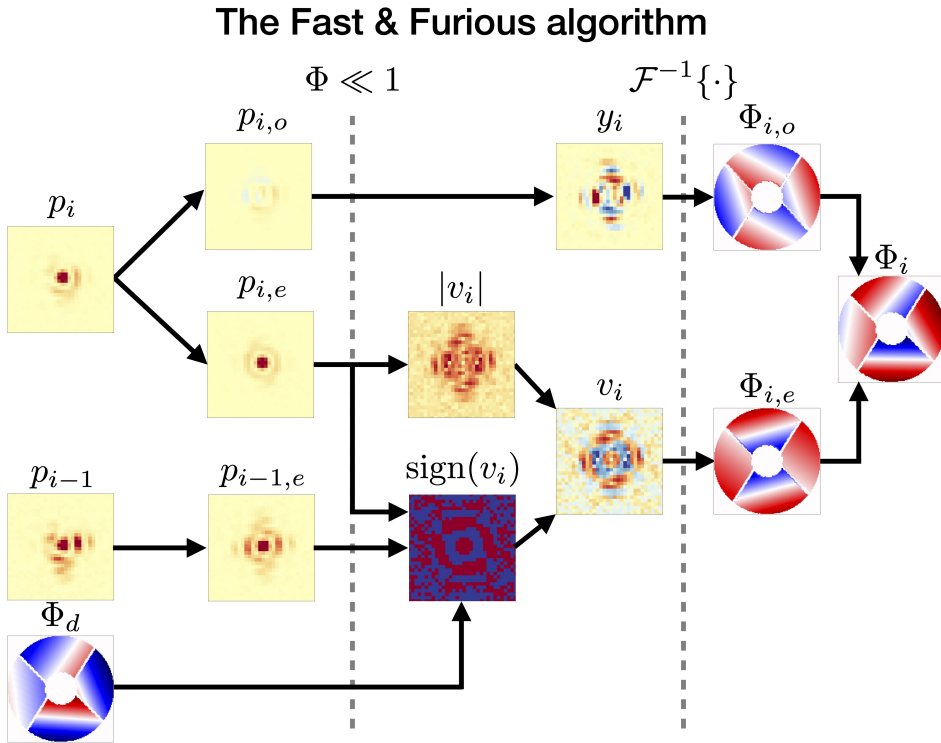 The Fast & Furious algorithm
Φ ≪ 1
ℱ⁻¹{·}
p_{i,o}
y_i
Φ_{i,o}
p_i
Φ_i
p_{i,e}
|v_i|
v_i
Φ_{i,e}
p_{i−1}
p_{i−1,e}
sign(v_i)
Φ_d